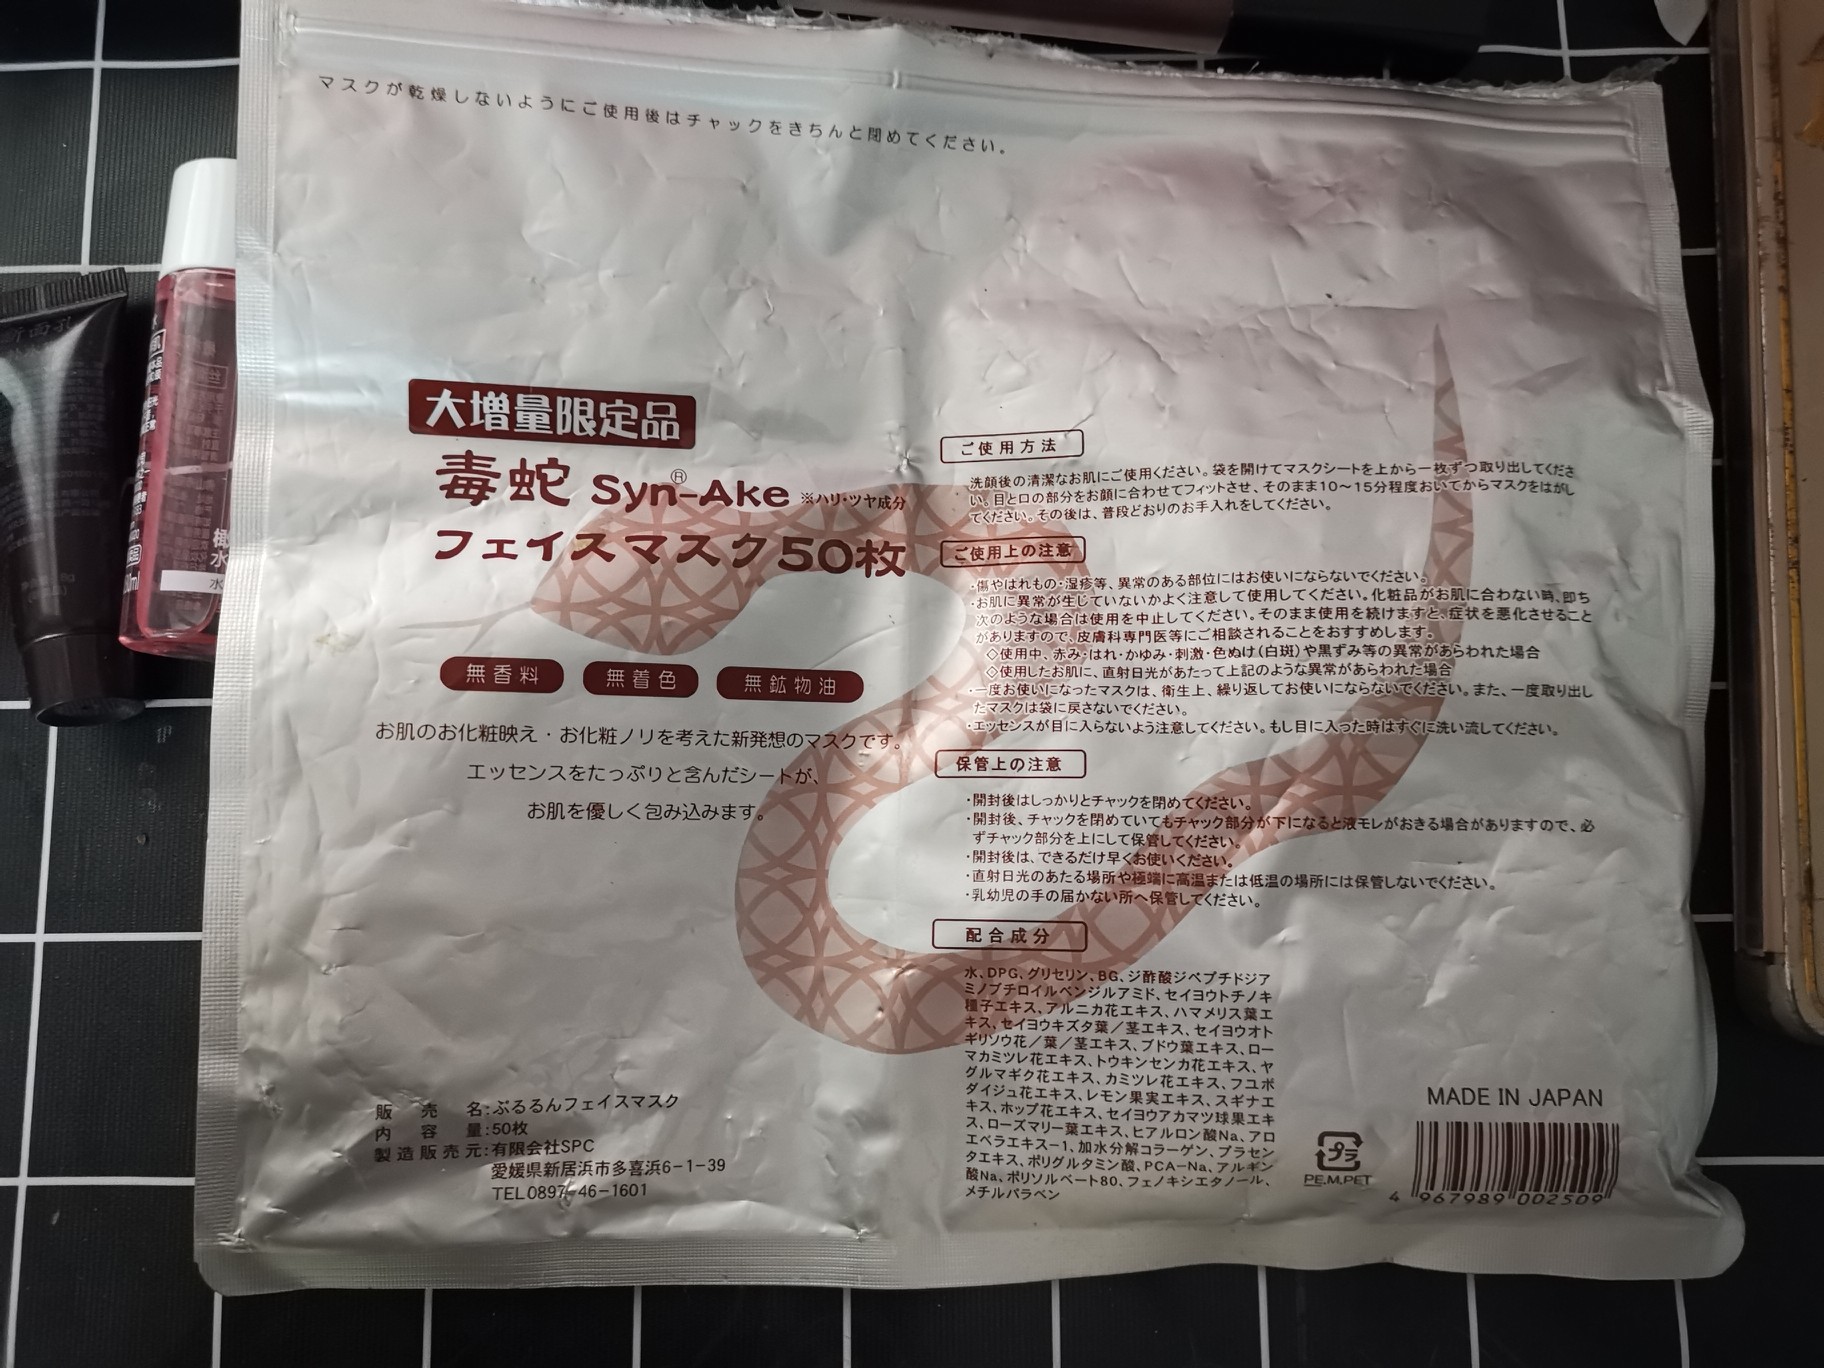 マスクが乾燥しないようにご使用後はチャックをきちんと閉めてください。
大増量限定品
毒蛇 Syn®-Ake ※ハリ・ツヤ成分
フェイスマスク50枚
無香料 無着色 無鉱物油
お肌のお化粧映え・お化粧ノリを考えた新発想のマスクです。
エッセンスをたっぷりと含んだシートが、
お肌を優しく包み込みます。
販売名:ぷるるんフェイスマスク
内容量:50枚
製造販売元:有限会社SPC
愛媛県新居浜市多喜浜6-1-39
TEL0897-46-1601
ご使用方法
洗顔後の清潔なお肌にご使用ください。袋を開けてマスクシートを上から一枚ずつ取り出してくださ
い。目と口の部分をお顔に合わせてフィットさせ、そのまま10〜15分程度おいてからマスクをはがし
てください。その後は、普段どおりのお手入れをしてください。
ご使用上の注意
・傷やはれもの・湿疹等、異常のある部位にはお使いにならないでください。
・お肌に異常が生じていないかよく注意して使用してください。化粧品がお肌に合わない時、即ち
次のような場合は使用を中止してください。そのまま使用を続けますと、症状を悪化させること
がありますので、皮膚科専門医等にご相談されることをおすすめします。
◇使用中、赤み・はれ・かゆみ・刺激・色ぬけ(白斑)や黒ずみ等の異常があらわれた場合
◇使用したお肌に、直射日光があたって上記のような異常があらわれた場合
・一度お使いになったマスクは、衛生上、繰り返してお使いにならないでください。また、一度取り出し
たマスクは袋に戻さないでください。
・エッセンスが目に入らないよう注意してください。もし目に入った時はすぐに洗い流してください。
保管上の注意
・開封後はしっかりとチャックを閉めてください。
・開封後、チャックを閉めていてもチャック部分が下になると液モレがおきる場合がありますので、必
ずチャック部分を上にして保管してください。
・開封後は、できるだけ早くお使いください。
・直射日光のあたる場所や極端に高温または低温の場所には保管しないでください。
・乳幼児の手の届かない所へ保管してください。
配合成分
水、DPG、グリセリン、BG、ジ酢酸ジペプチドジア
ミノブチロイルベンジルアミド、セイヨウトチノキ
種子エキス、アルニカ花エキス、ハマメリス葉エ
キス、セイヨウキズタ葉/茎エキス、セイヨウオト
ギリソウ花/葉/茎エキス、ブドウ葉エキス、ロー
マカミツレ花エキス、トウキンセンカ花エキス、ヤ
グルマギク花エキス、カミツレ花エキス、フユボ
ダイジュ花エキス、レモン果実エキス、スギナエ
キス、ホップ花エキス、セイヨウアカマツ球果エキ
ス、ローズマリー葉エキス、ヒアルロン酸Na、アロ
エベラエキス-1、加水分解コラーゲン、プラセン
タエキス、ポリグルタミン酸、PCA-Na、アルギン
酸Na、ポリソルベート80、フェノキシエタノール、
メチルパラベン
MADE IN JAPAN
プラ
PE.M.PET
4 967989 002509